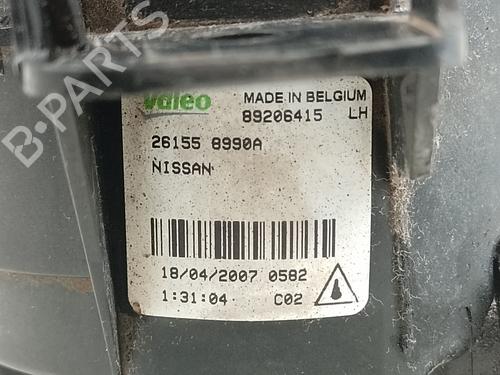 B-PARTS
valeo
MADE IN BELGIUM
89206415 LH
26155 8990A
NISSAN
18/04/2007 0582
1:31:04 C02